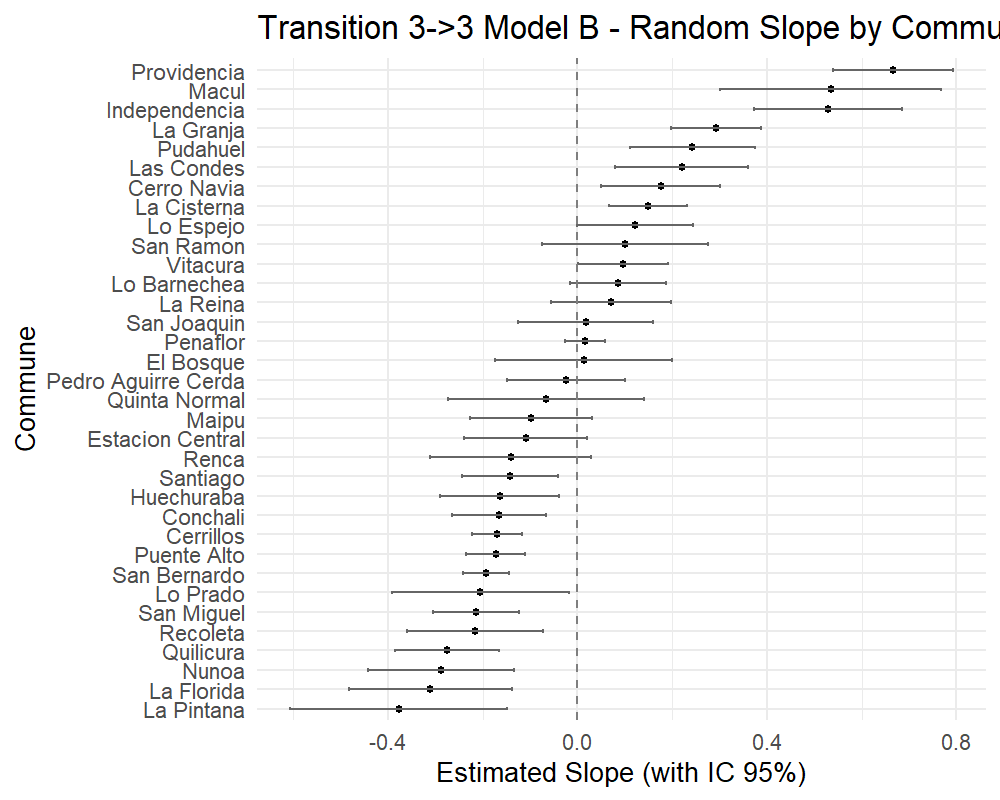 Transition 3->3 Model B - Random Slope by Commu
Providencia
Macul
Independencia
La Granja
Pudahuel
Las Condes
Cerro Navia
La Cisterna
Lo Espejo
San Ramon
Vitacura
Lo Barnechea
La Reina
San Joaquin
Penaflor
El Bosque
Pedro Aguirre Cerda
Quinta Normal
Maipu
Estacion Central
Renca
Santiago
Huechuraba
Conchali
Cerrillos
Puente Alto
San Bernardo
Lo Prado
San Miguel
Recoleta
Quilicura
Nunoa
La Florida
La Pintana
Commune
-0.4 0.0 0.4 0.8
Estimated Slope (with IC 95%)